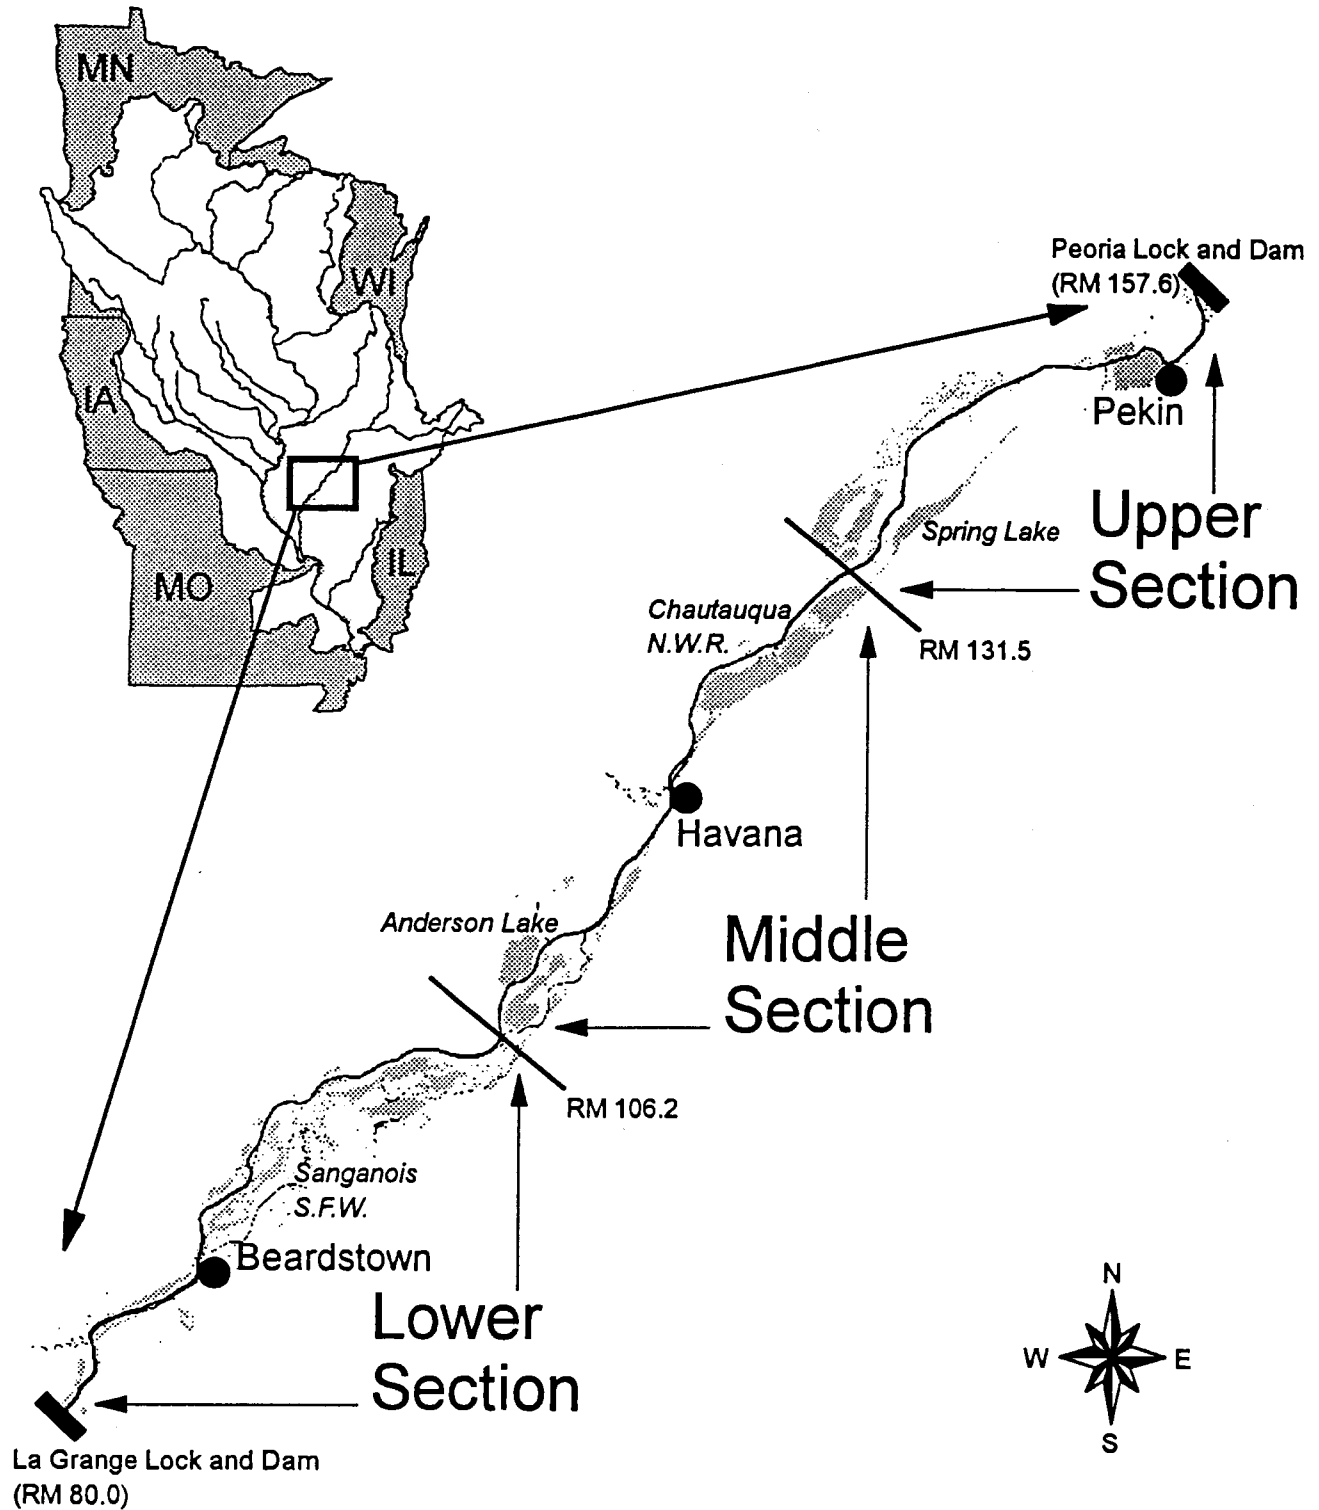 MN
WI
IA
MO
IL
Peoria Lock and Dam
(RM 157.6)
Pekin
Upper
Section
Spring Lake
Chautauqua
N.W.R.
RM 131.5
Havana
Middle
Section
Anderson Lake
RM 106.2
Sanganois
S.F.W.
Beardstown
Lower
Section
La Grange Lock and Dam
(RM 80.0)
N
W
E
S